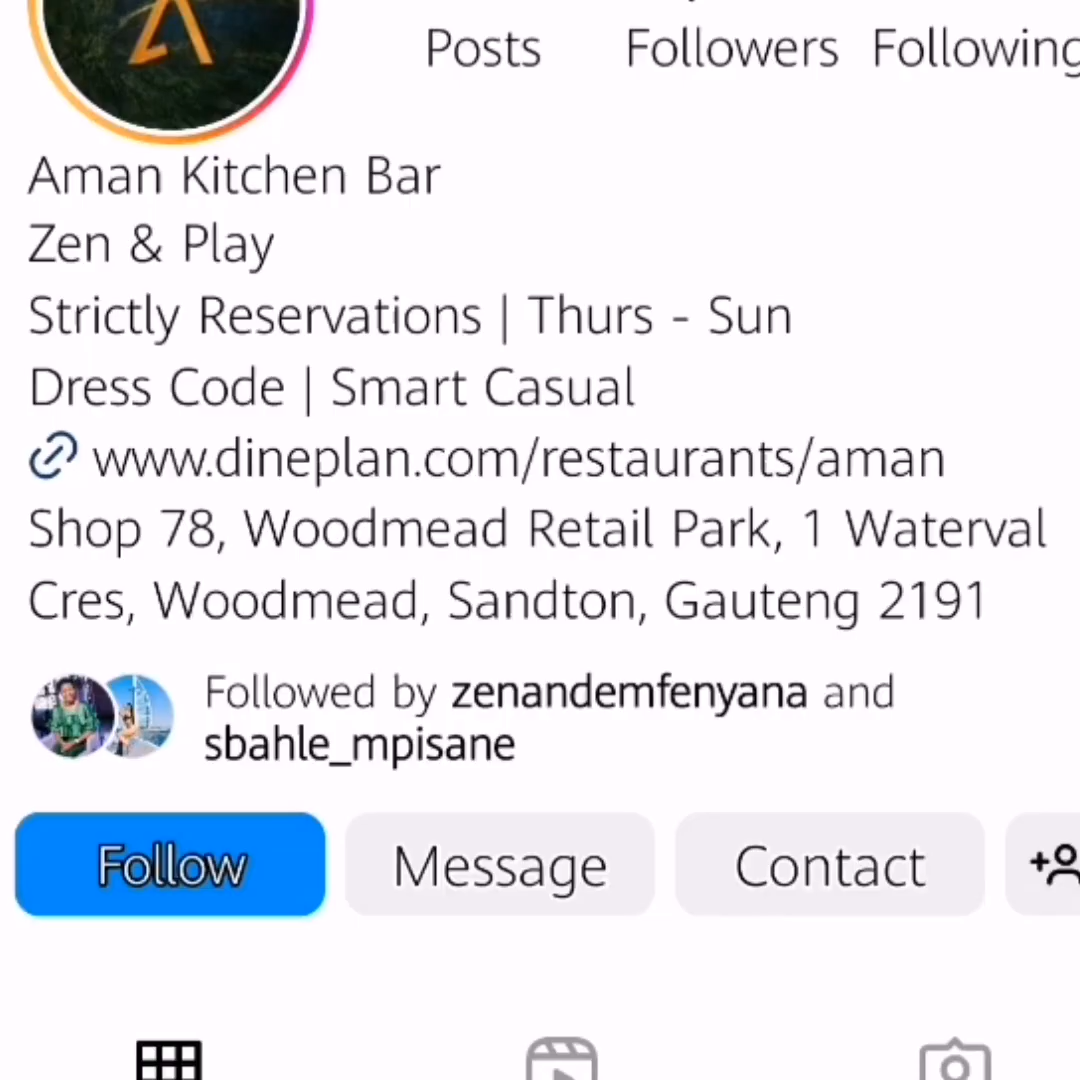 Posts Followers Following
Aman Kitchen Bar
Zen & Play
Strictly Reservations | Thurs - Sun
Dress Code | Smart Casual
www.dineplan.com/restaurants/aman
Shop 78, Woodmead Retail Park, 1 Waterval
Cres, Woodmead, Sandton, Gauteng 2191
Followed by zenandemfenyana and
sbahle_mpisane
Follow Message Contact